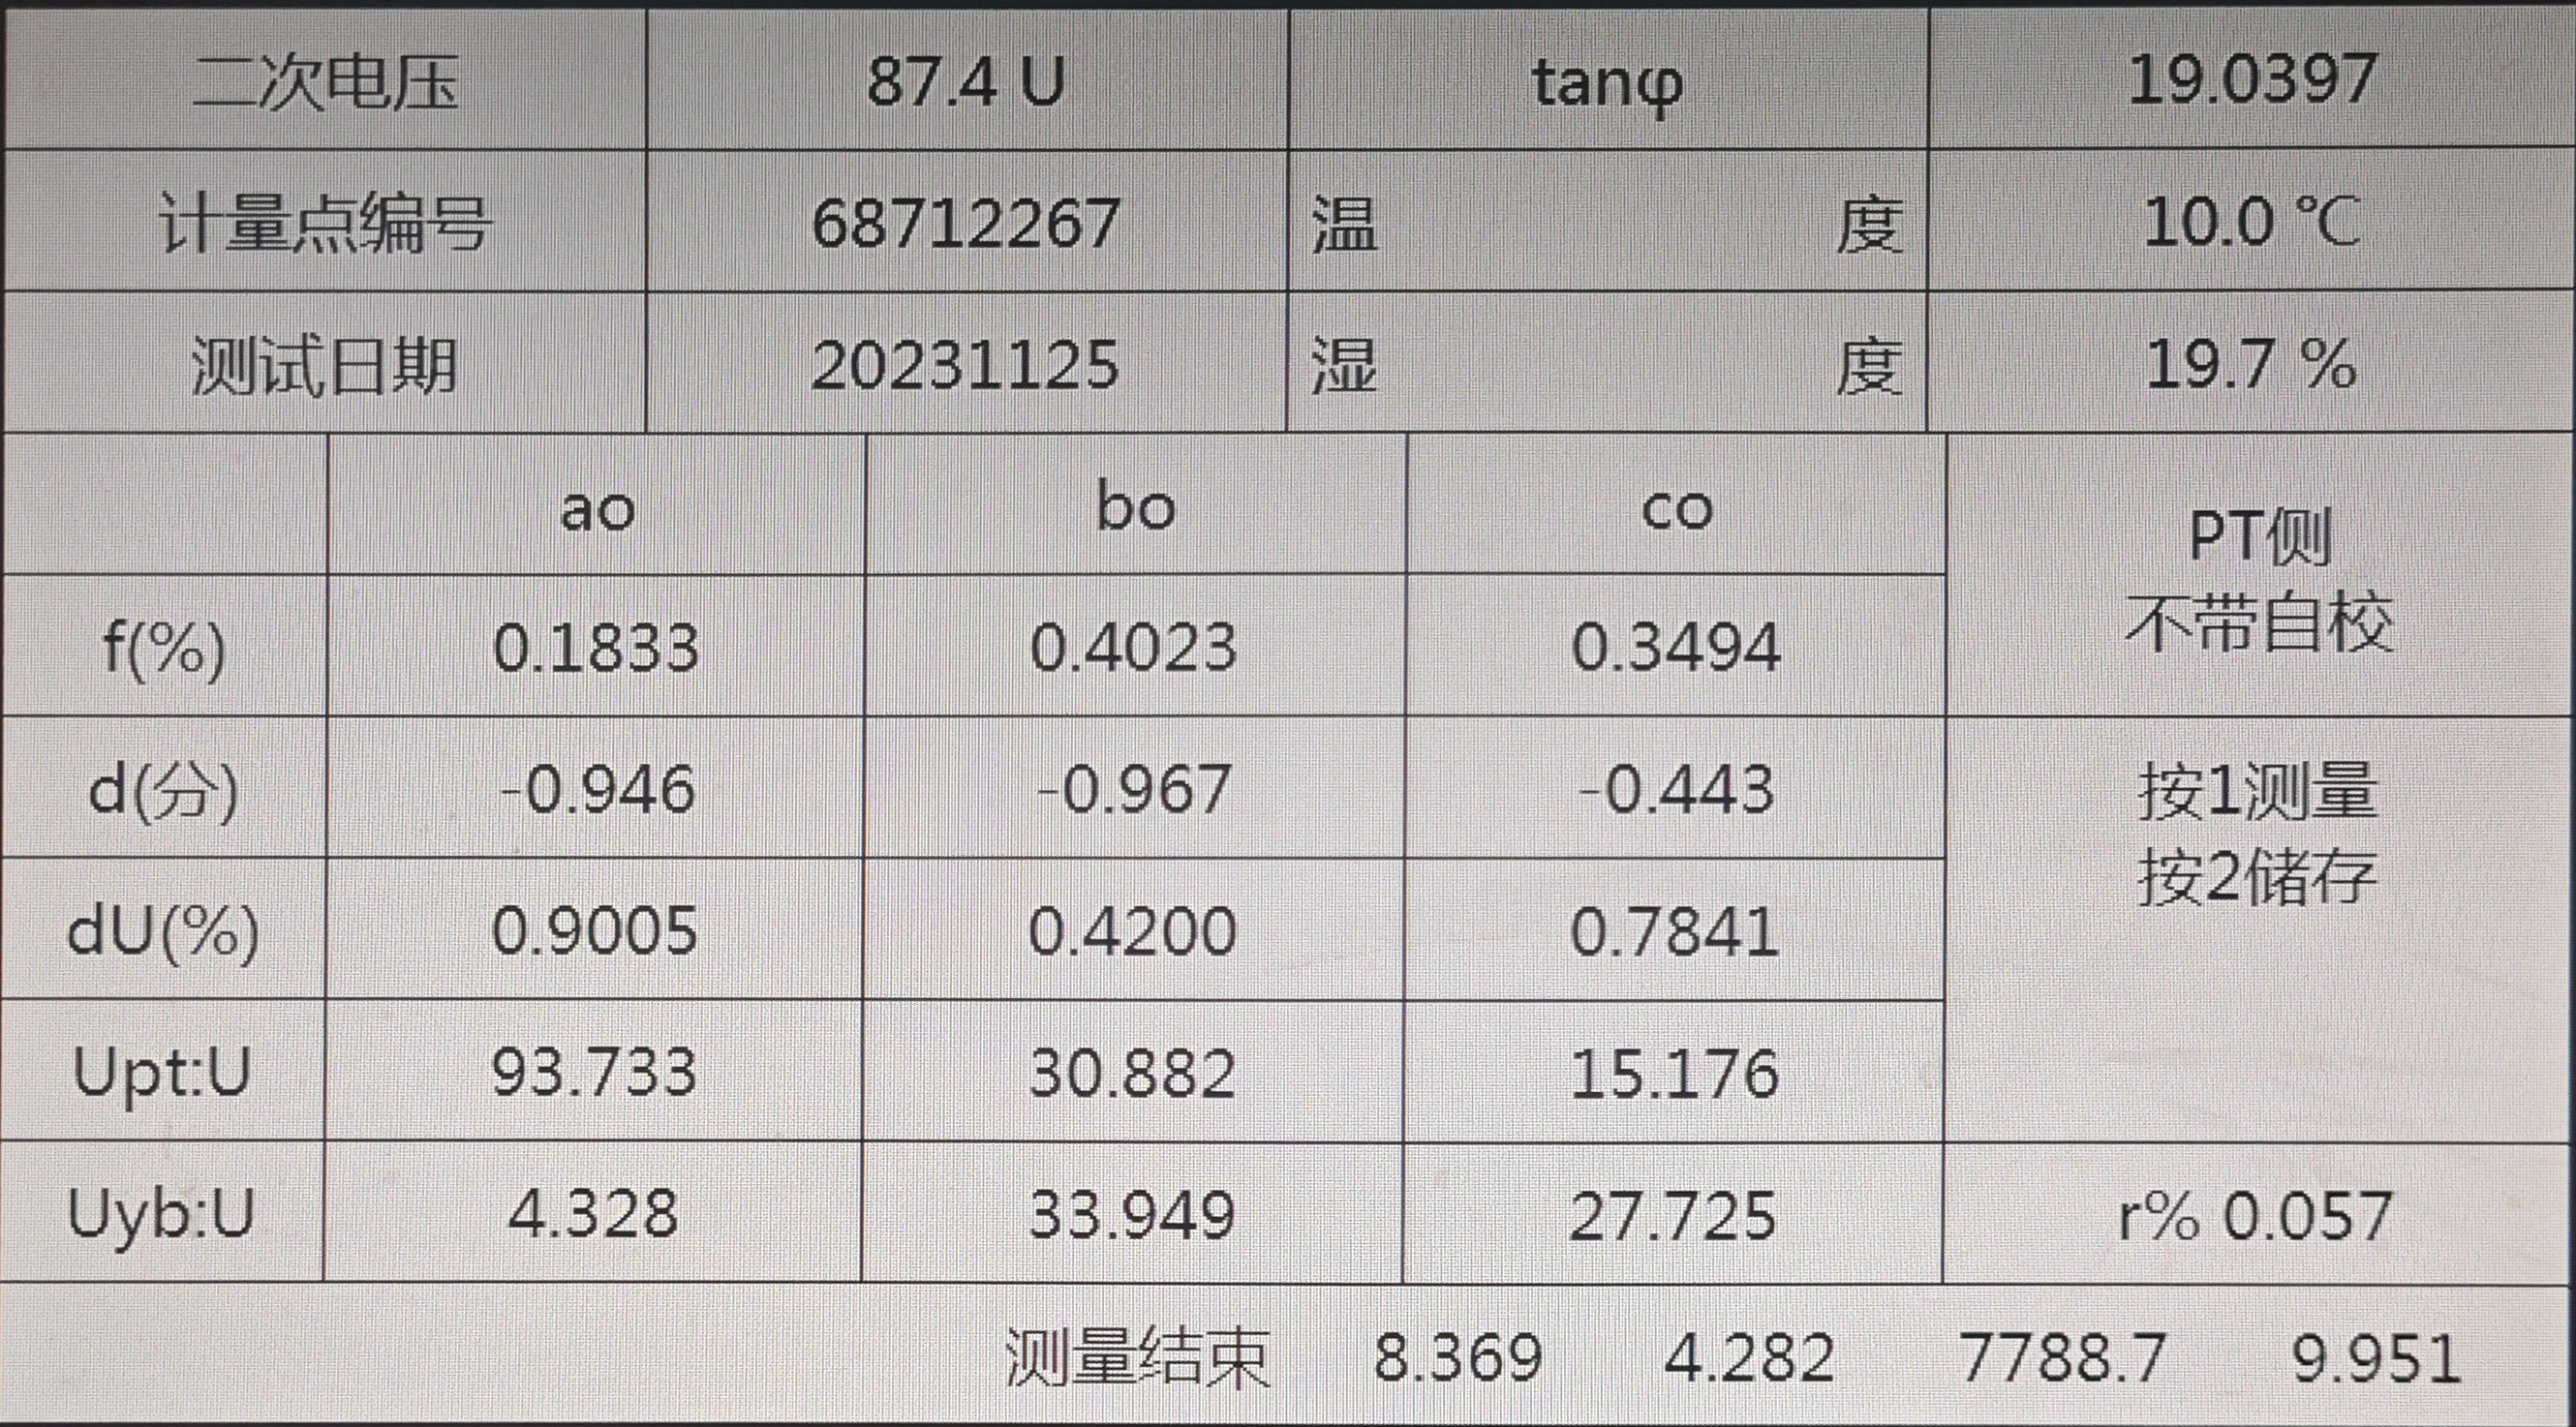 二次电压 87.4 U tanφ 19.0397
计量点编号 68712267 温 度 10.0 ℃
测试日期 20231125 湿 度 19.7 %
ao bo co
PT侧
不带自校
f(%) 0.1833 0.4023 0.3494
d(分) -0.946 -0.967 -0.443
按1测量
按2储存
dU(%) 0.9005 0.4200 0.7841
Upt:U 93.733 30.882 15.176
Uyb:U 4.328 33.949 27.725 r% 0.057
测量结束 8.369 4.282 7788.7 9.951